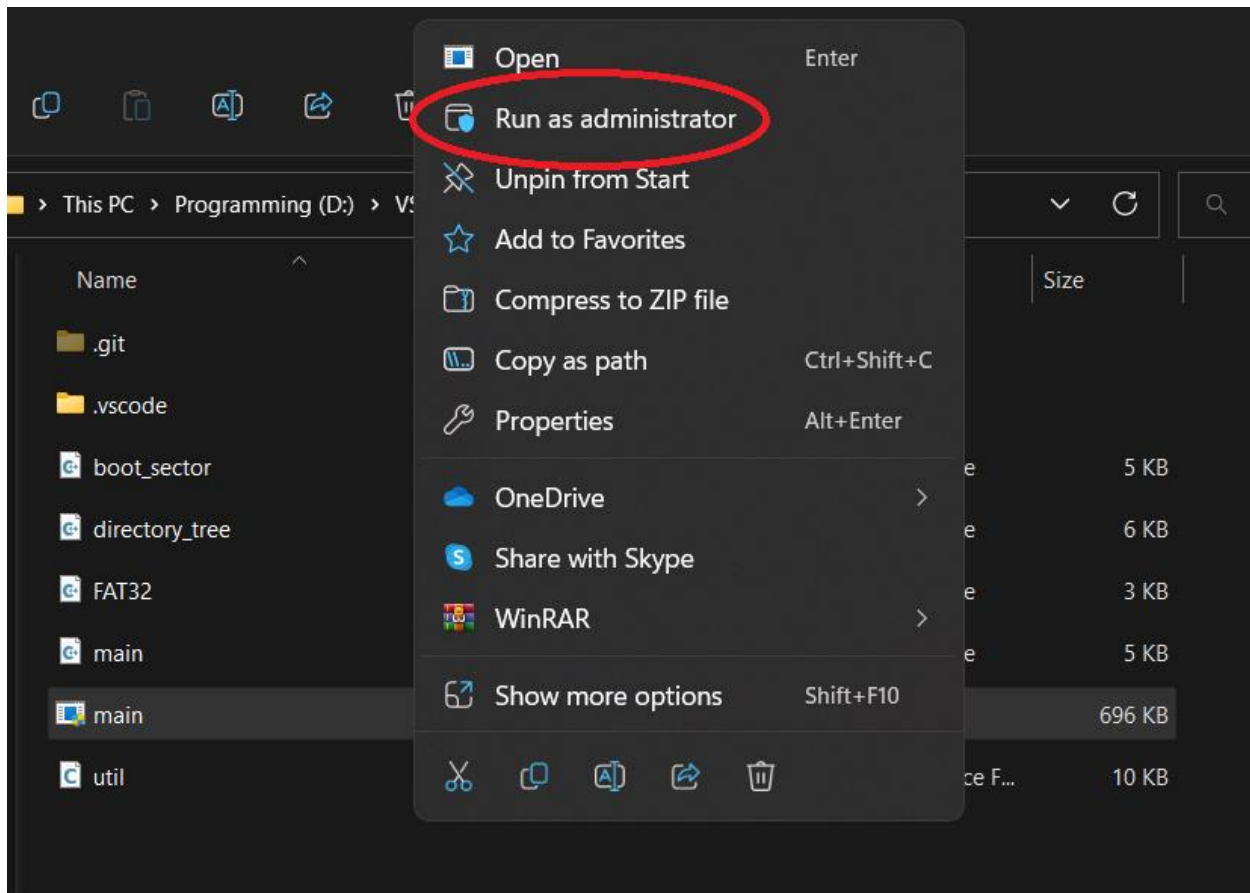 Open Enter
Run as administrator
Unpin from Start
This PC > Programming (D:) >
Add to Favorites
Name Size
Compress to ZIP file
.git
Copy as path Ctrl+Shift+C
.vscode
Properties Alt+Enter
boot_sector 5 KB
OneDrive
directory_tree 6 KB
Share with Skype
FAT32 3 KB
WinRAR
main 5 KB
Show more options Shift+F10
main 696 KB
util 10 KB